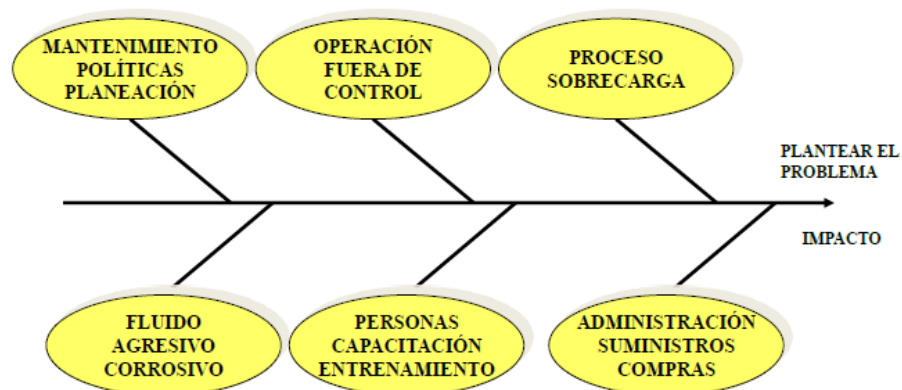 MANTENIMIENTO
POLÍTICAS
PLANEACIÓN
OPERACIÓN
FUERA DE
CONTROL
PROCESO
SOBRECARGA
PLANTEAR EL
PROBLEMA
IMPACTO
FLUIDO
AGRESIVO
CORROSIVO
PERSONAS
CAPACITACIÓN
ENTRENAMIENTO
ADMINISTRACIÓN
SUMINISTROS
COMPRAS